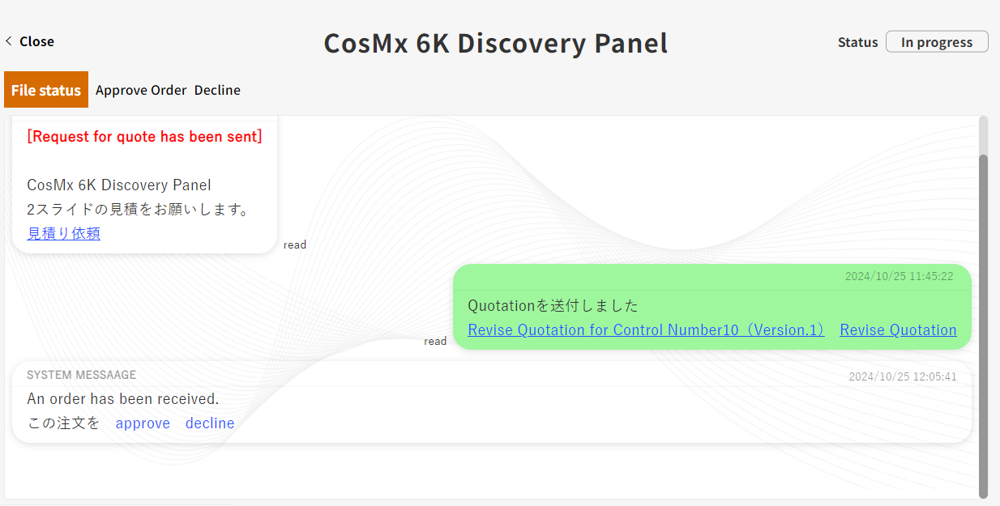 Close
CosMx 6K Discovery Panel
Status In progress
File status Approve Order Decline
[Request for quote has been sent]
CosMx 6K Discovery Panel
2スライドの見積をお願いします。
見積り依頼
read
2024/10/25 11:45:22
Quotationを送付しました
Revise Quotation for Control Number10（Version.1） Revise Quotation
read
SYSTEM MESSAAGE 2024/10/25 12:05:41
An order has been received.
この注文を approve decline